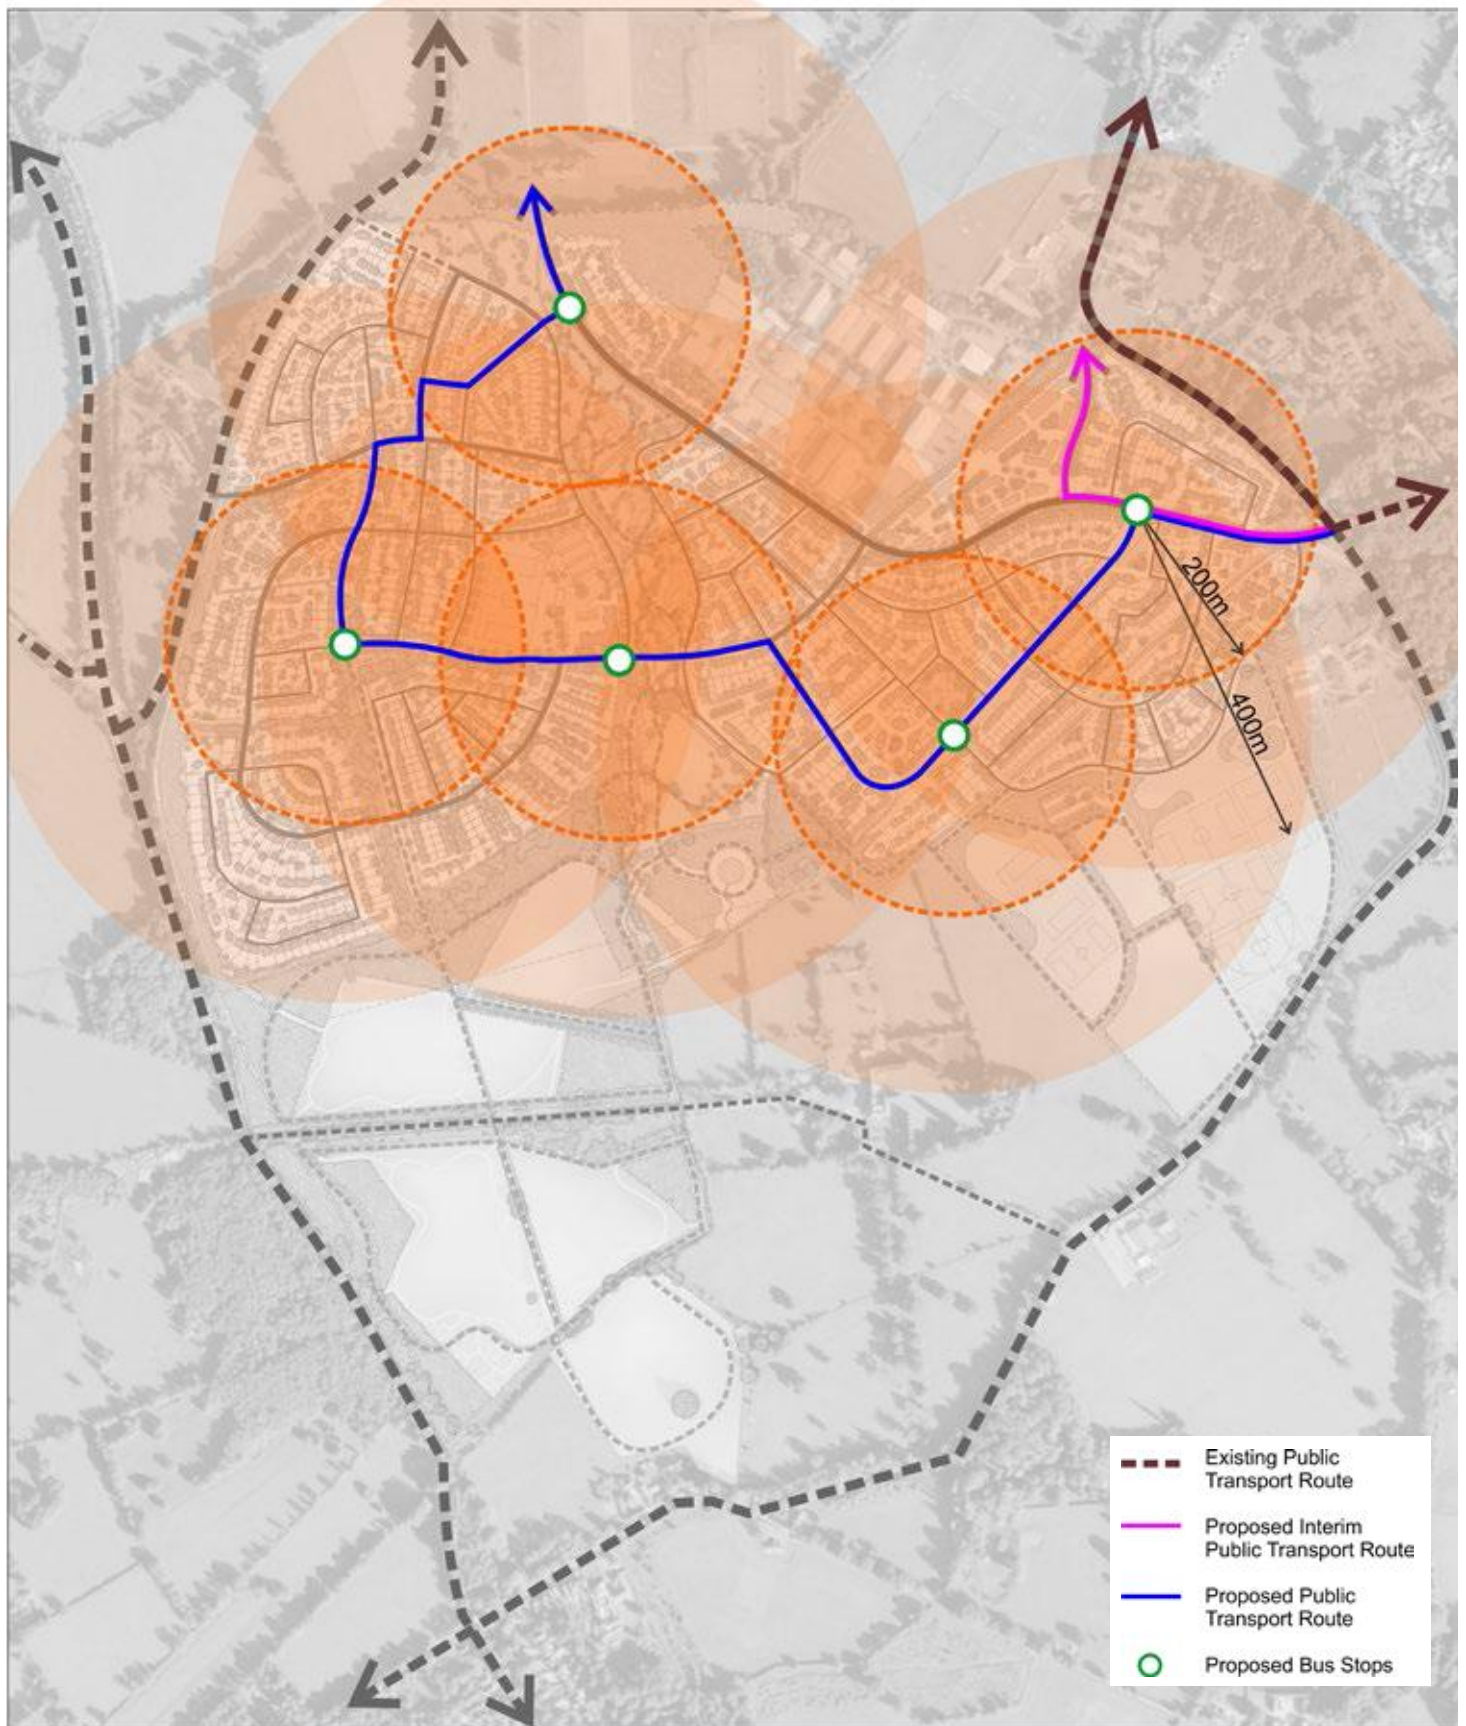 200m
400m
Existing Public
Transport Route
Proposed Interim
Public Transport Route
Proposed Public
Transport Route
Proposed Bus Stops